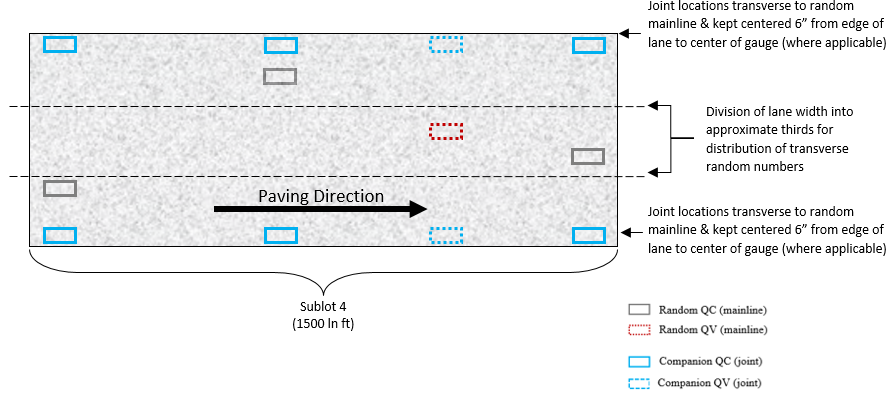 Joint locations transverse to random
mainline & kept centered 6” from edge of
lane to center of gauge (where applicable)
Division of lane width into
approximate thirds for
distribution of transverse
random numbers
Paving Direction
Joint locations transverse to random
mainline & kept centered 6” from edge of
lane to center of gauge (where applicable)
Sublot 4
(1500 ln ft)
Random QC (mainline)
Random QV (mainline)
Companion QC (joint)
Companion QV (joint)